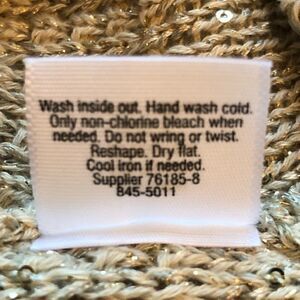 Wash inside out. Hand wash cold.
Only non-chlorine bleach when
needed. Do not wring or twist.
Reshape. Dry flat.
Cool iron if needed.
Supplier 76185-8
845-5011